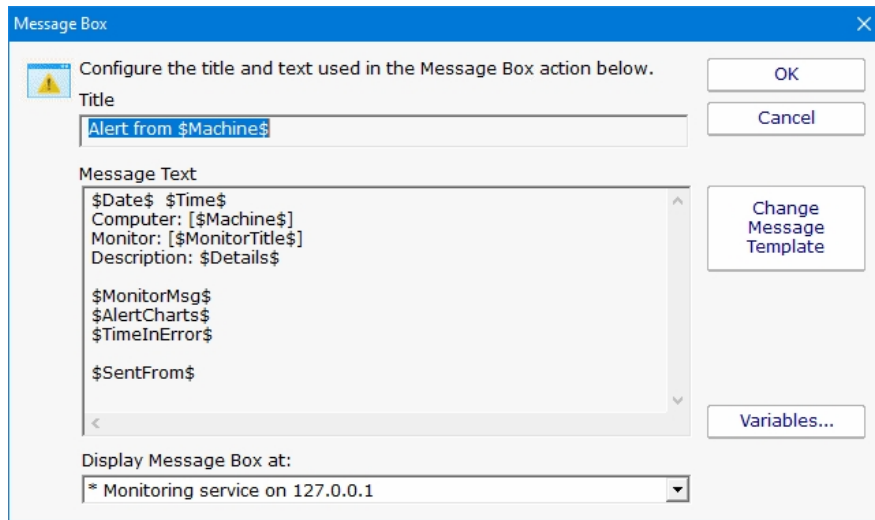 Message Box
Configure the title and text used in the Message Box action below.
OK
Title
Cancel
Alert from $Machine$
Message Text
$Date$  $Time$
Computer: [$Machine$]
Monitor: [$MonitorTitle$]
Description: $Details$
$MonitorMsg$
$AlertCharts$
$TimeInError$
$SentFrom$
Change
Message
Template
Variables...
Display Message Box at:
* Monitoring service on 127.0.0.1